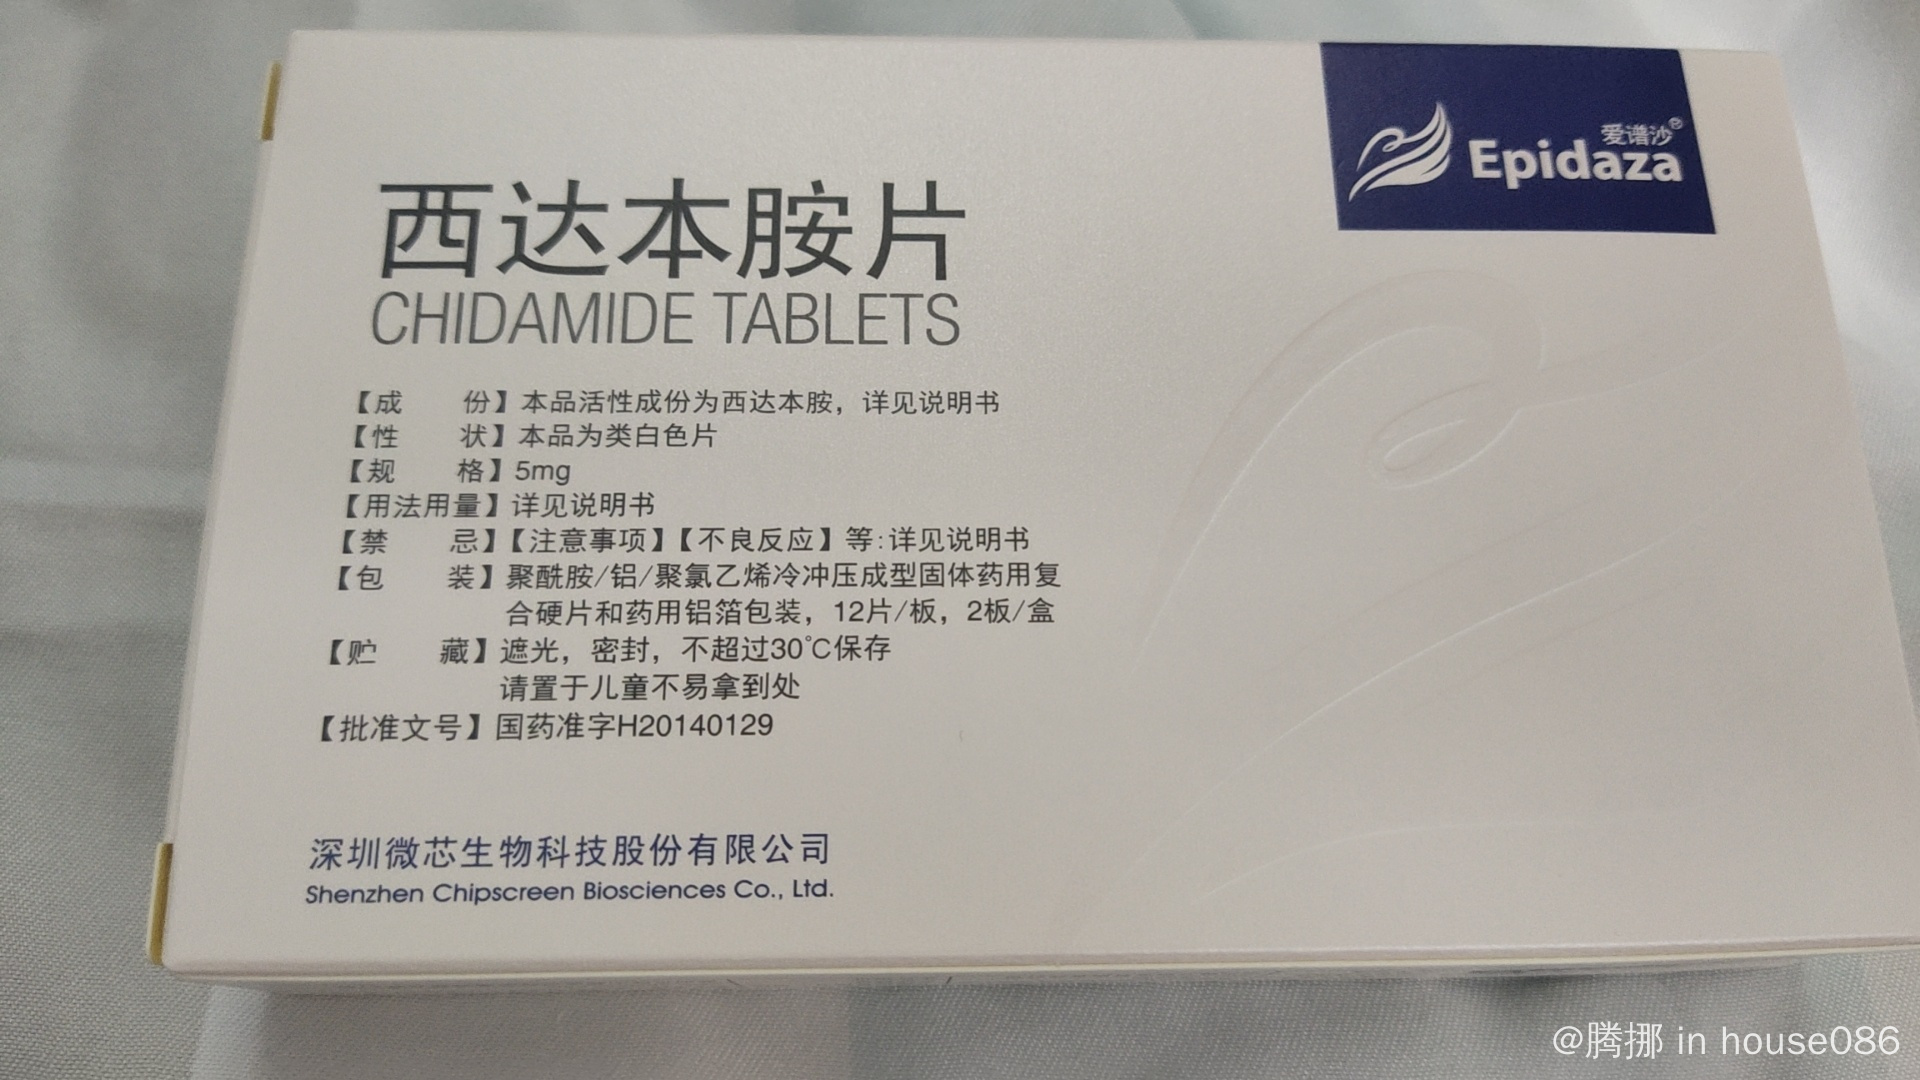 爱谱沙®
Epidaza
西达本胺片
CHIDAMIDE TABLETS
【成 份】本品活性成份为西达本胺，详见说明书
【性 状】本品为类白色片
【规 格】5mg
【用法用量】详见说明书
【禁 忌】【注意事项】【不良反应】等:详见说明书
【包 装】聚酰胺/铝/聚氯乙烯冷冲压成型固体药用复
合硬片和药用铝箔包装，12片/板，2板/盒
【贮 藏】遮光，密封，不超过30℃保存
请置于儿童不易拿到处
【批准文号】国药准字H20140129
深圳微芯生物科技股份有限公司
Shenzhen Chipscreen Biosciences Co., Ltd.
@腾挪 in house086